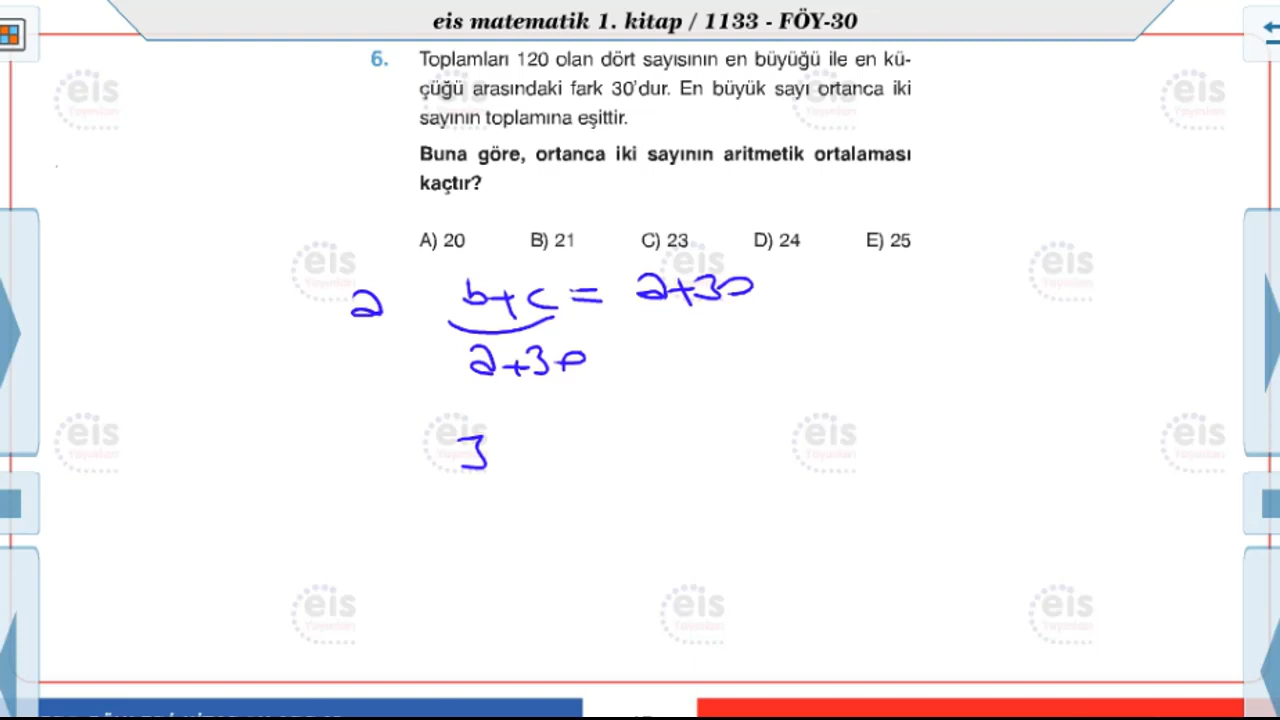 eis matematik 1. kitap / 1133 - FÖY-30
6. Toplamları 120 olan dört sayısının en büyüğü ile en kü-
çüğü arasındaki fark 30'dur. En büyük sayı ortanca iki
sayının toplamına eşittir.
Buna göre, ortanca iki sayının aritmetik ortalaması
kaçtır?
A) 20 B) 21 C) 23 D) 24 E) 25
a b+c = a+30
a+30
3